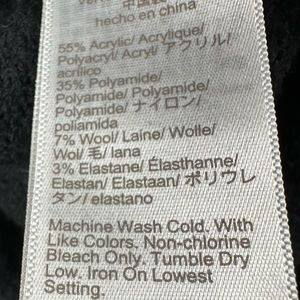 hecho en china
55% Acrylic/ Acrylique/
Polyacryl/ Acryl/ アクリル/
acrílico
35% Polyamide/
Polyamide/ Polyamide/
Polyamide/ ナイロン/
poliamida
7% Wool/ Laine/ Wolle/
Wol/ 毛/ lana
3% Elastane/ Élasthanne/
Elastan/ Elastaan/ ポリウレ
タン/ elastano
Machine Wash Cold. With
Like Colors. Non-chlorine
Bleach Only. Tumble Dry
Low. Iron On Lowest
Setting.